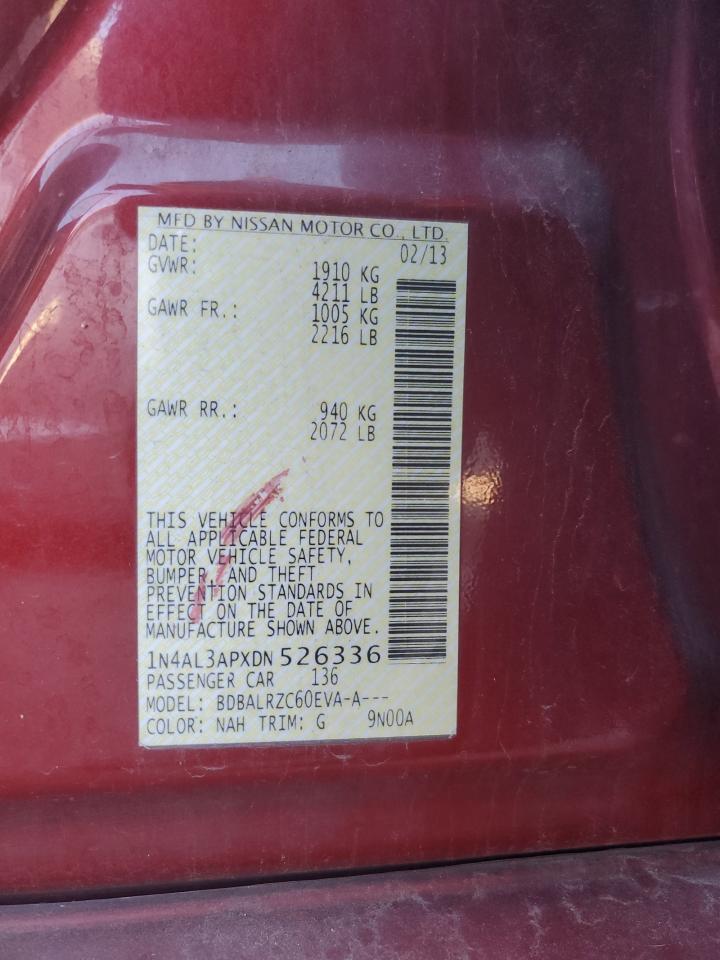 MFD BY NISSAN MOTOR CO., LTD.
DATE: 02/13
GVWR: 1910 KG
4211 LB
GAWR FR.: 1005 KG
2216 LB
GAWR RR.: 940 KG
2072 LB
THIS VEHICLE CONFORMS TO
ALL APPLICABLE FEDERAL
MOTOR VEHICLE SAFETY,
BUMPER, AND THEFT
PREVENTION STANDARDS IN
EFFECT ON THE DATE OF
MANUFACTURE SHOWN ABOVE.
1N4AL3APXDN 526336
PASSENGER CAR 136
MODEL: BDBALRZC60EVA-A---
COLOR: NAH TRIM: G 9N00A